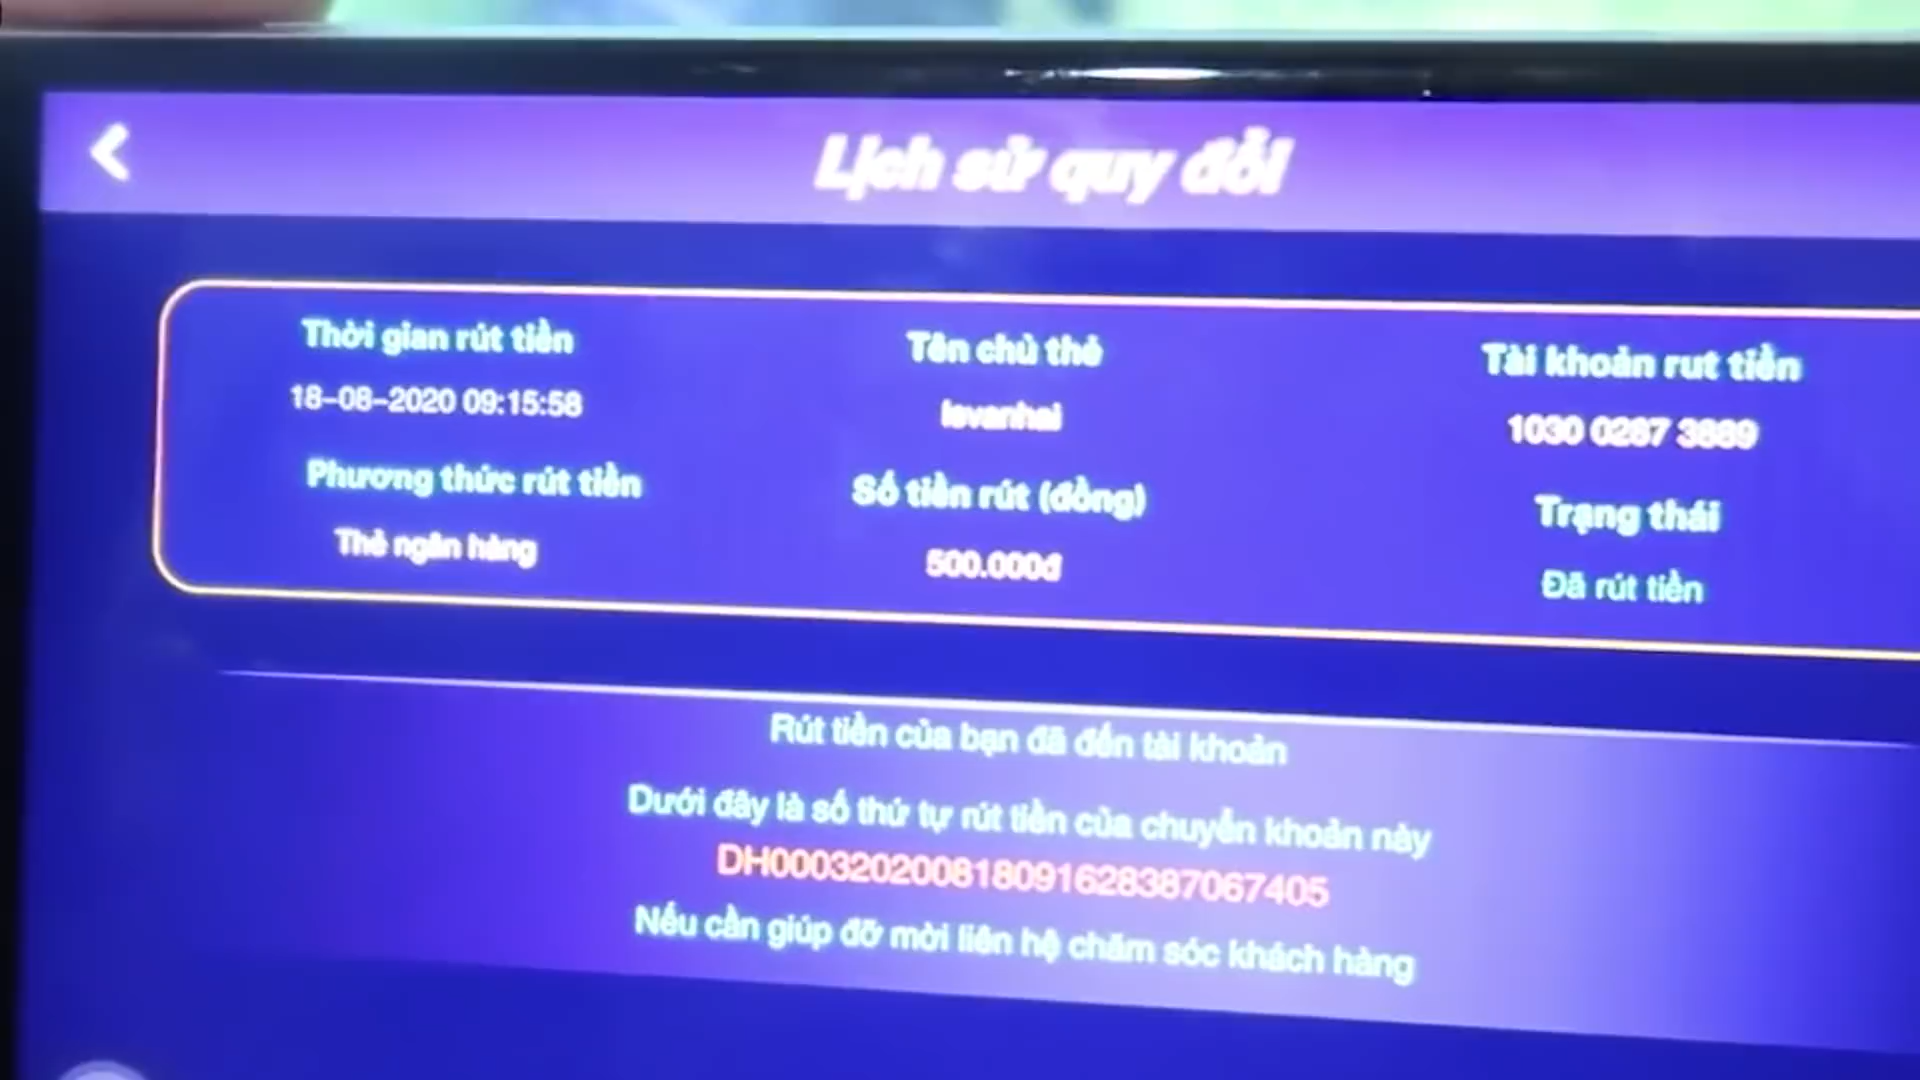 Lịch sử quy đổi
Thời gian rút tiền
18-08-2020 09:15:58
Tên chủ thẻ
levanhai
Tài khoản rut tiền
1030 0287 3889
Phương thức rút tiền
Thẻ ngân hàng
Số tiền rút (đồng)
500.000đ
Trạng thái
Đã rút tiền
Rút tiền của bạn đã đến tài khoản
Dưới đây là số thứ tự rút tiền của chuyển khoản này
DH000320200818091628387067405
Nếu cần giúp đỡ mời liên hệ chăm sóc khách hàng